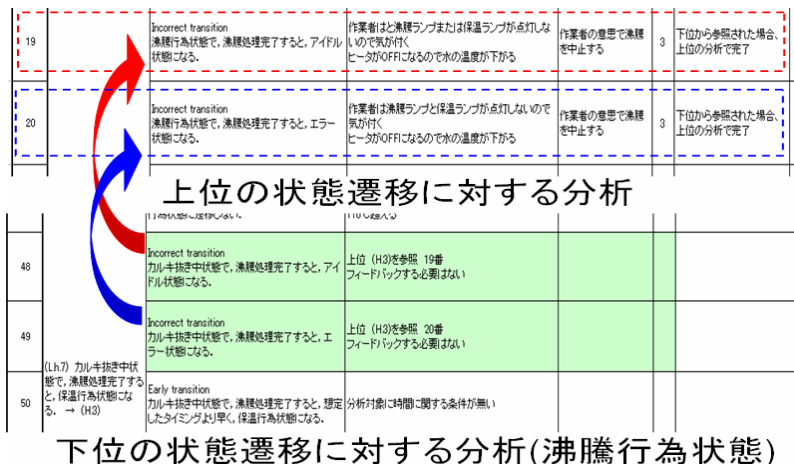 19
Incorrect transition
沸騰行為状態で，沸騰処理完了すると，アイドル
状態になる．
作業者はと沸騰ランプまたは保温ランプが点灯しな
いので気が付く
ヒータがOFFになるので水の温度が下がる
作業者の意思で沸騰
を中止する
3
下位から参照された場合、
上位の分析で完了
20
Incorrect transition
沸騰行為状態で，沸騰処理完了すると，エラー
状態になる．
作業者は沸騰ランプと保温ランプが点灯しないので
気が付く
ヒータがOFFになるので水の温度が下がる
作業者の意思で沸騰
を中止する
3
下位から参照された場合、
上位の分析で完了
上位の状態遷移に対する分析
行為状態に遷移しない．
110℃超える
48
Incorrect transition
カルキ抜き中状態で，沸騰処理完了すると，アイ
ドル状態になる．
上位（H3)を参照 19番
フィードバックする必要はない
49
Incorrect transition
カルキ抜き中状態で，沸騰処理完了すると，エ
ラー状態になる．
上位（H3)を参照 20番
フィードバックする必要はない
(Lh.7) カルキ抜き中状
態で，沸騰処理完了する
と，保温行為状態にな
る． → (H3)
50
Early transition
カルキ抜き中状態で，沸騰処理完了すると，想定
したタイミングより早く，保温行為状態になる．
分析対象に時間に関する条件が無い
下位の状態遷移に対する分析(沸騰行為状態)